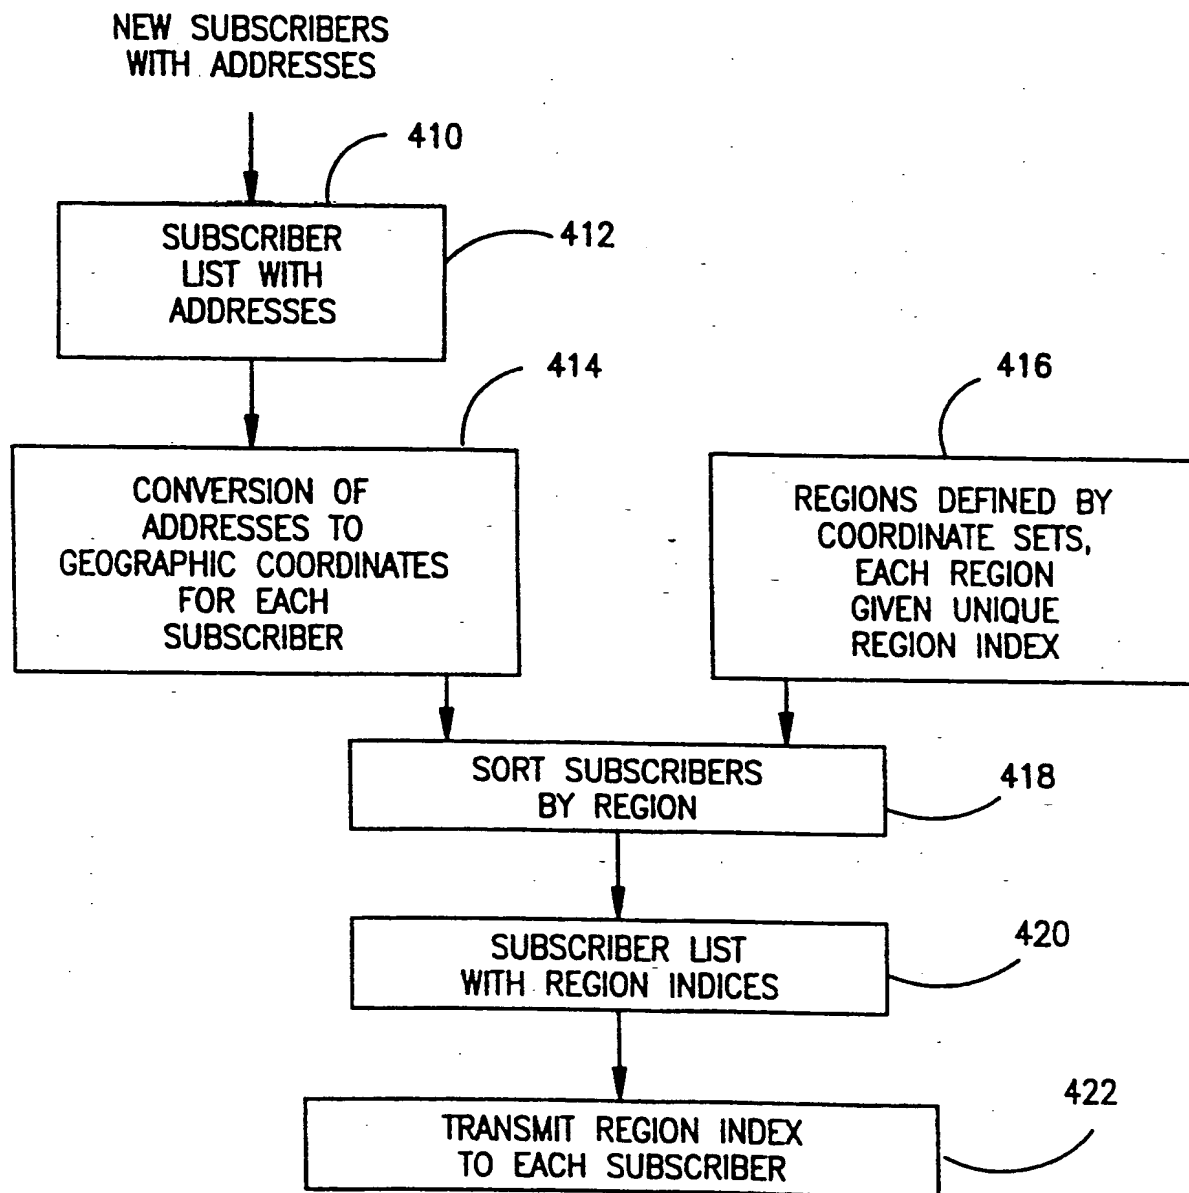 NEW SUBSCRIBERS
WITH ADDRESSES
410
SUBSCRIBER
LIST WITH
ADDRESSES
412
414
CONVERSION OF
ADDRESSES TO
GEOGRAPHIC COORDINATES
FOR EACH
SUBSCRIBER
416
REGIONS DEFINED BY
COORDINATE SETS,
EACH REGION
GIVEN UNIQUE
REGION INDEX
SORT SUBSCRIBERS
BY REGION
418
SUBSCRIBER LIST
WITH REGION INDICES
420
TRANSMIT REGION INDEX
TO EACH SUBSCRIBER
422